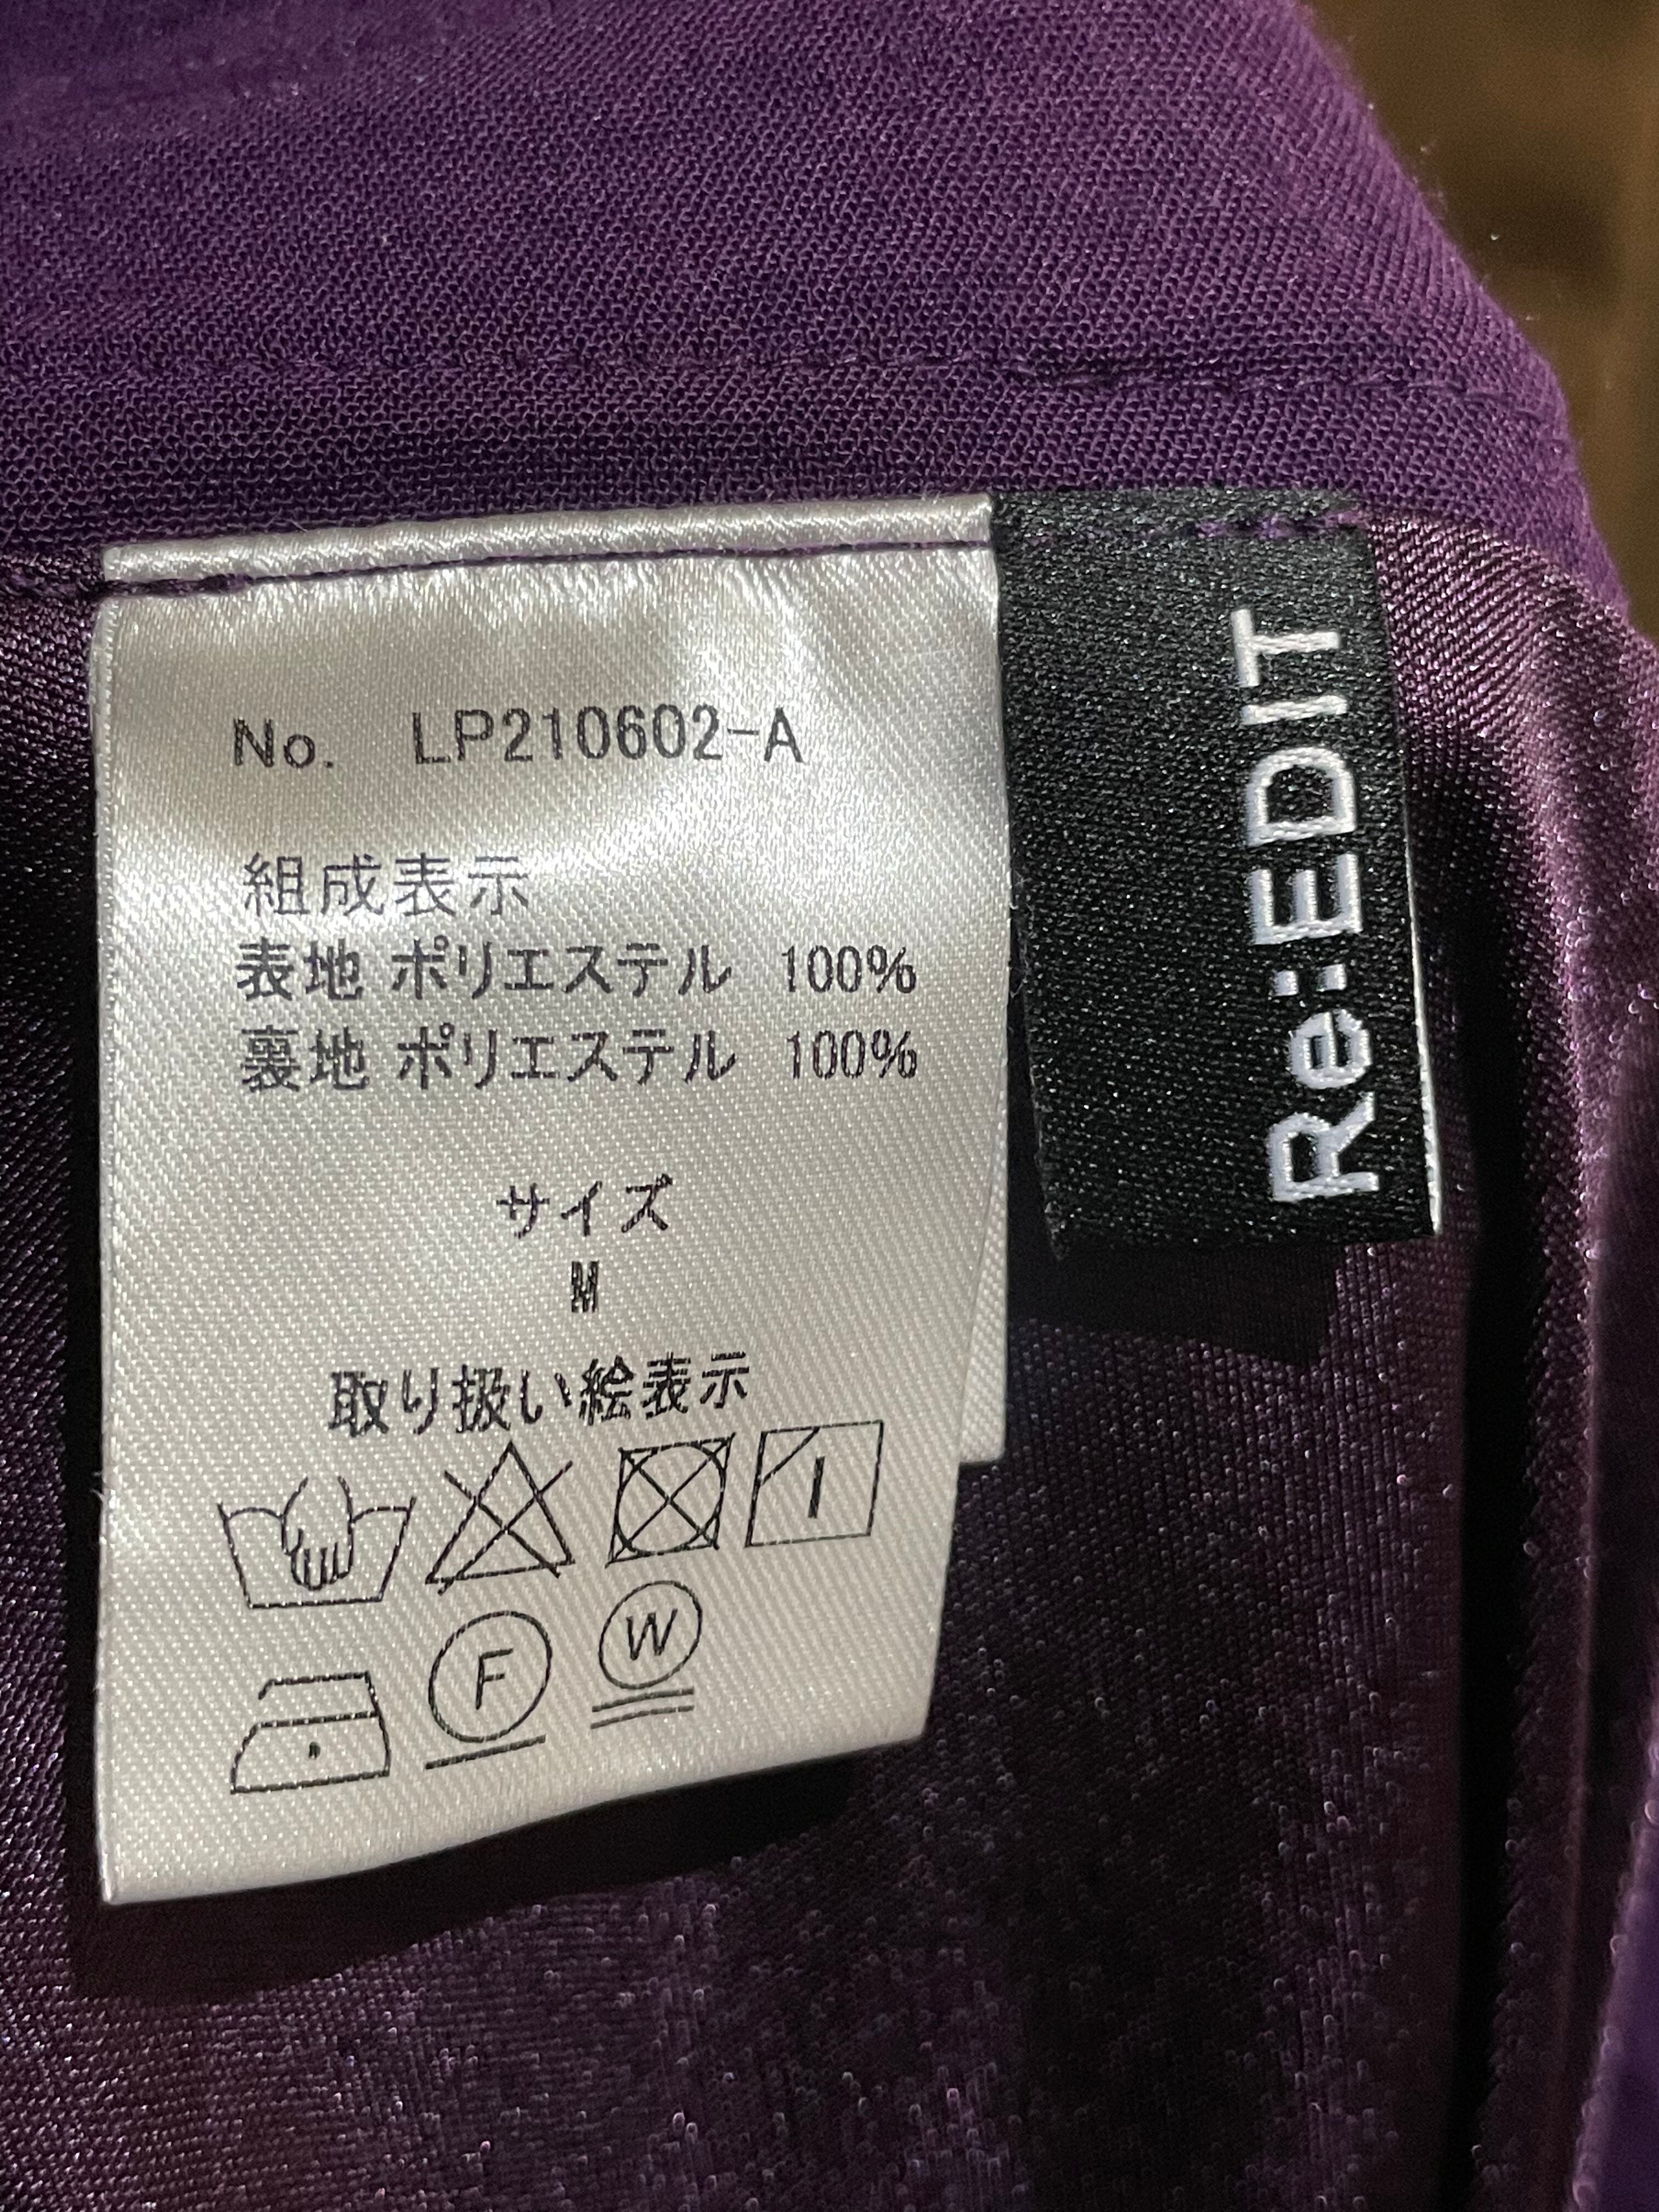 No. LP210602-A
組成表示
表地 ポリエステル 100%
裏地 ポリエステル 100%
サイズ
M
取り扱い絵表示
F
W
Re:EDIT